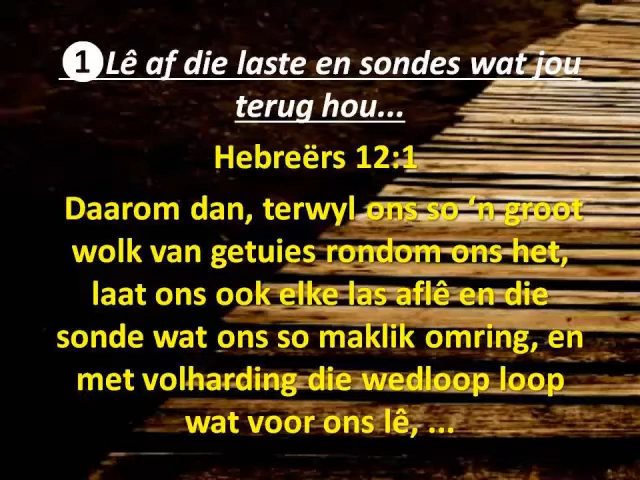 ❶Lê af die laste en sondes wat jou
terug hou...
Hebreërs 12:1
Daarom dan, terwyl ons so ‘n groot
wolk van getuies rondom ons het,
laat ons ook elke las aflê en die
sonde wat ons so maklik omring, en
met volharding die wedloop loop
wat voor ons lê, ...